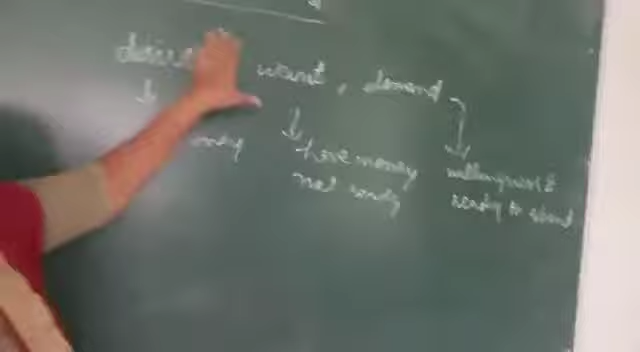 desire want, demand
money have money willingness &
not ready ready to spend